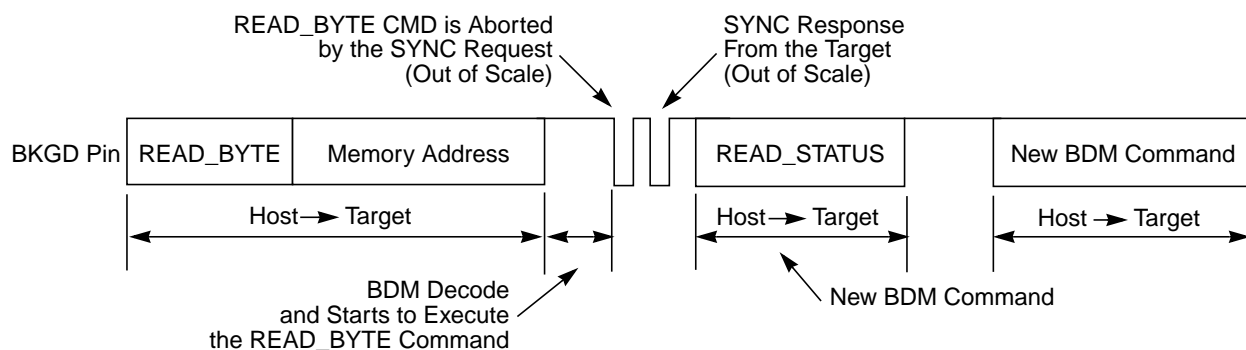 READ_BYTE CMD is Aborted
by the SYNC Request
(Out of Scale)
SYNC Response
From the Target
(Out of Scale)
BKGD Pin
READ_BYTE
Memory Address
READ_STATUS
New BDM Command
Host Target
Host Target
Host Target
BDM Decode
and Starts to Execute
the READ_BYTE Command
New BDM Command